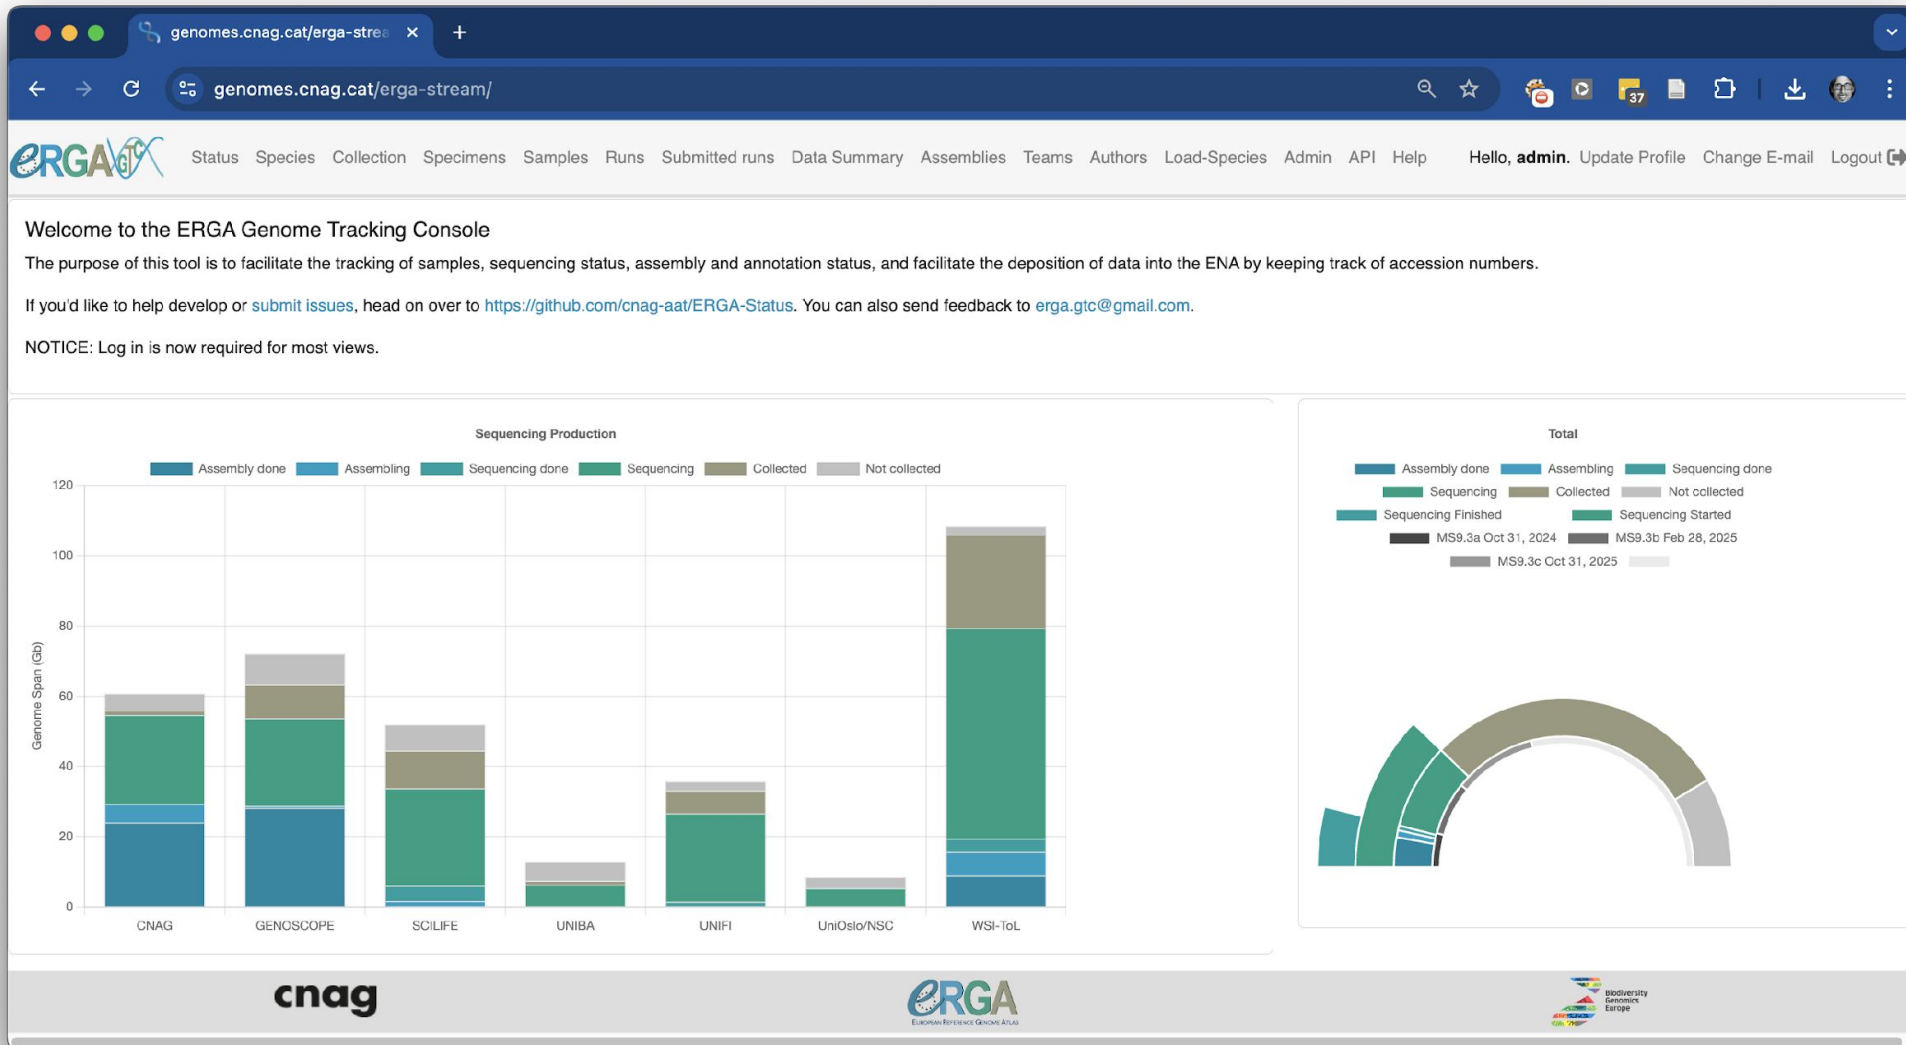 genomes.cnag.cat/erga-strea
genomes.cnag.cat/erga-stream/
37
eRGA GTC Status Species Collection Specimens Samples Runs Submitted runs Data Summary Assemblies Teams Authors Load-Species Admin API Help Hello, admin. Update Profile Change E-mail Logout
Welcome to the ERGA Genome Tracking Console
The purpose of this tool is to facilitate the tracking of samples, sequencing status, assembly and annotation status, and facilitate the deposition of data into the ENA by keeping track of accession numbers.
If you'd like to help develop or submit issues, head on over to https://github.com/cnag-aat/ERGA-Status. You can also send feedback to erga.gtc@gmail.com.
NOTICE: Log in is now required for most views.
Sequencing Production
Assembly done Assembling Sequencing done Sequencing Collected Not collected
120
100
80
60
40
20
0
Genome Span (Gb)
CNAG GENOSCOPE SCILIFE UNIBA UNIFI UniOslo/NSC WSI-ToL
Total
Assembly done Assembling Sequencing done
Sequencing Collected Not collected
Sequencing Finished Sequencing Started
MS9.3a Oct 31, 2024 MS9.3b Feb 28, 2025
MS9.3c Oct 31, 2025
cnag
eRGA
EUROPEAN REFERENCE GENOME ATLAS
Biodiversity
Genomics
Europe